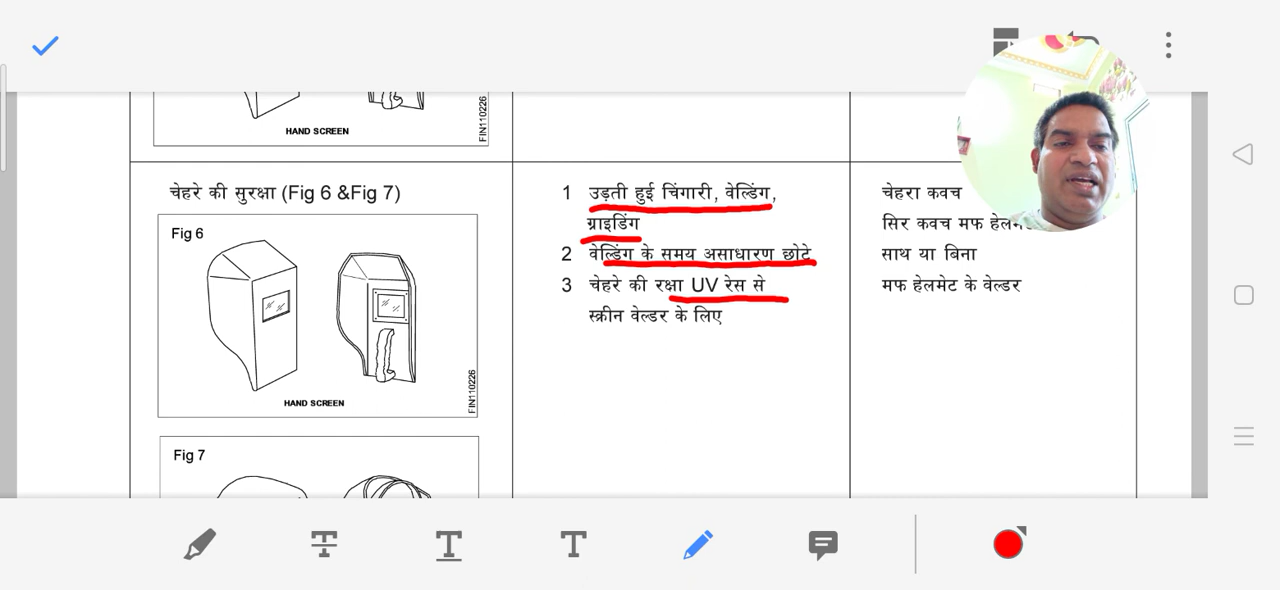 HAND SCREEN
FIN110226
चेहरे की सुरक्षा (Fig 6 &Fig 7)
Fig 6
HAND SCREEN
FIN110226
Fig 7
1 उड़ती हुई चिंगारी, वेल्डिंग,
ग्राइडिंग
2 वेल्डिंग के समय असाधारण छोटे
3 चेहरे की रक्षा UV रेस से
स्क्रीन वेल्डर के लिए
चेहरा कवच
सिर कवच मफ
साथ या बिना
मफ हेलमेट के वेल्डर
T
T
T